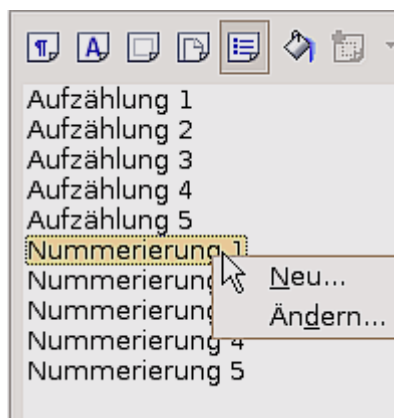 Aufzählung 1
Aufzählung 2
Aufzählung 3
Aufzählung 4
Aufzählung 5
Nummerierung 1
Nummerierung
Neu...
Nummerierung
Ändern...
Nummerierung 4
Nummerierung 5